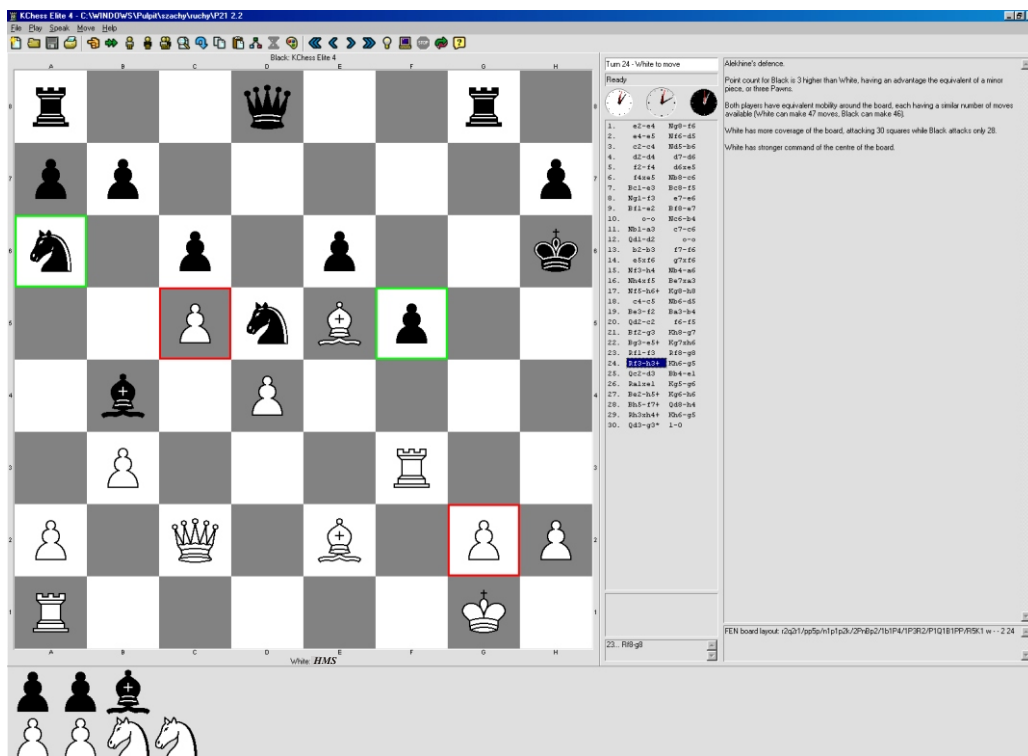 KChess Elite 4 - C:\WINDOWS\Pulpit\szachy\ruchy\P21 2.2
File Play Speak Move Help
Black: KChess Elite 4
8
7
6
5
4
3
2
1
A B C D E F G H
White: HMS
Turn 24 - White to move
Ready
1. e2-e4 Ng8-f6
2. e4-e5 Nf6-d5
3. c2-c4 Nd5-b6
4. d2-d4 d7-d6
5. f2-f4 d6xe5
6. f4xe5 Nb8-c6
7. Bc1-e3 Bc8-f5
8. Ng1-f3 e7-e6
9. Bf1-e2 Bf8-e7
10. o-o Nc6-b4
11. Nb1-a3 c7-c6
12. Qd1-d2 o-o
13. b2-b3 f7-f6
14. e5xf6 g7xf6
15. Nf3-h4 Nb4-a6
16. Nh4xf5 Be7xa3
17. Nf5-h6+ Kg8-h8
18. c4-c5 Nb6-d5
19. Be3-f2 Ba3-b4
20. Qd2-c2 f6-f5
21. Bf2-g3 Kh8-g7
22. Bg3-e5+ Kg7xh6
23. Rf1-f3 Rf8-g8
24. Rf3-h3+ Kh6-g5
25. Qc2-d3 Bb4-e1
26. Ra1xe1 Kg5-g6
27. Be2-h5+ Kg6-h6
28. Bh5-f7+ Qd8-h4
29. Rh3xh4+ Kh6-g5
30. Qd3-g3* 1-0
23... Rf8-g8
Alekhine's defence.
Point count for Black is 3 higher than White, having an advantage the equivalent of a minor
piece, or three Pawns.
Both players have equivalent mobility around the board, each having a similar number of moves
available (White can make 47 moves, Black can make 46).
White has more coverage of the board, attacking 30 squares while Black attacks only 28.
White has stronger command of the centre of the board.
FEN board layout: r2q2r1/pp5p/n1p1p2k/2PnBp2/1b1P4/1P3R2/P1Q1B1PP/R5K1 w - - 2 24